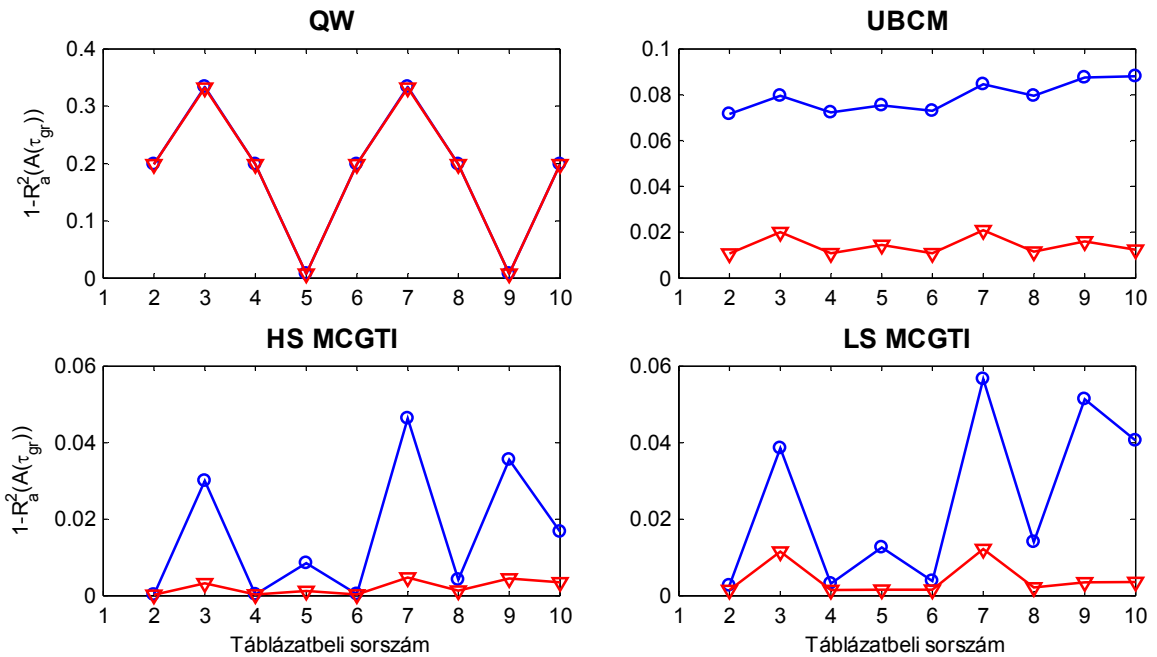 QW
1-R²ₐ(A(τ_gr))
0.4
0.3
0.2
0.1
0
1 2 3 4 5 6 7 8 9 10
UBCM
0.1
0.08
0.06
0.04
0.02
0
1 2 3 4 5 6 7 8 9 10
HS MCGTI
1-R²ₐ(A(τ_gr))
0.06
0.04
0.02
0
1 2 3 4 5 6 7 8 9 10
Táblázatbeli sorszám
LS MCGTI
0.06
0.04
0.02
0
1 2 3 4 5 6 7 8 9 10
Táblázatbeli sorszám